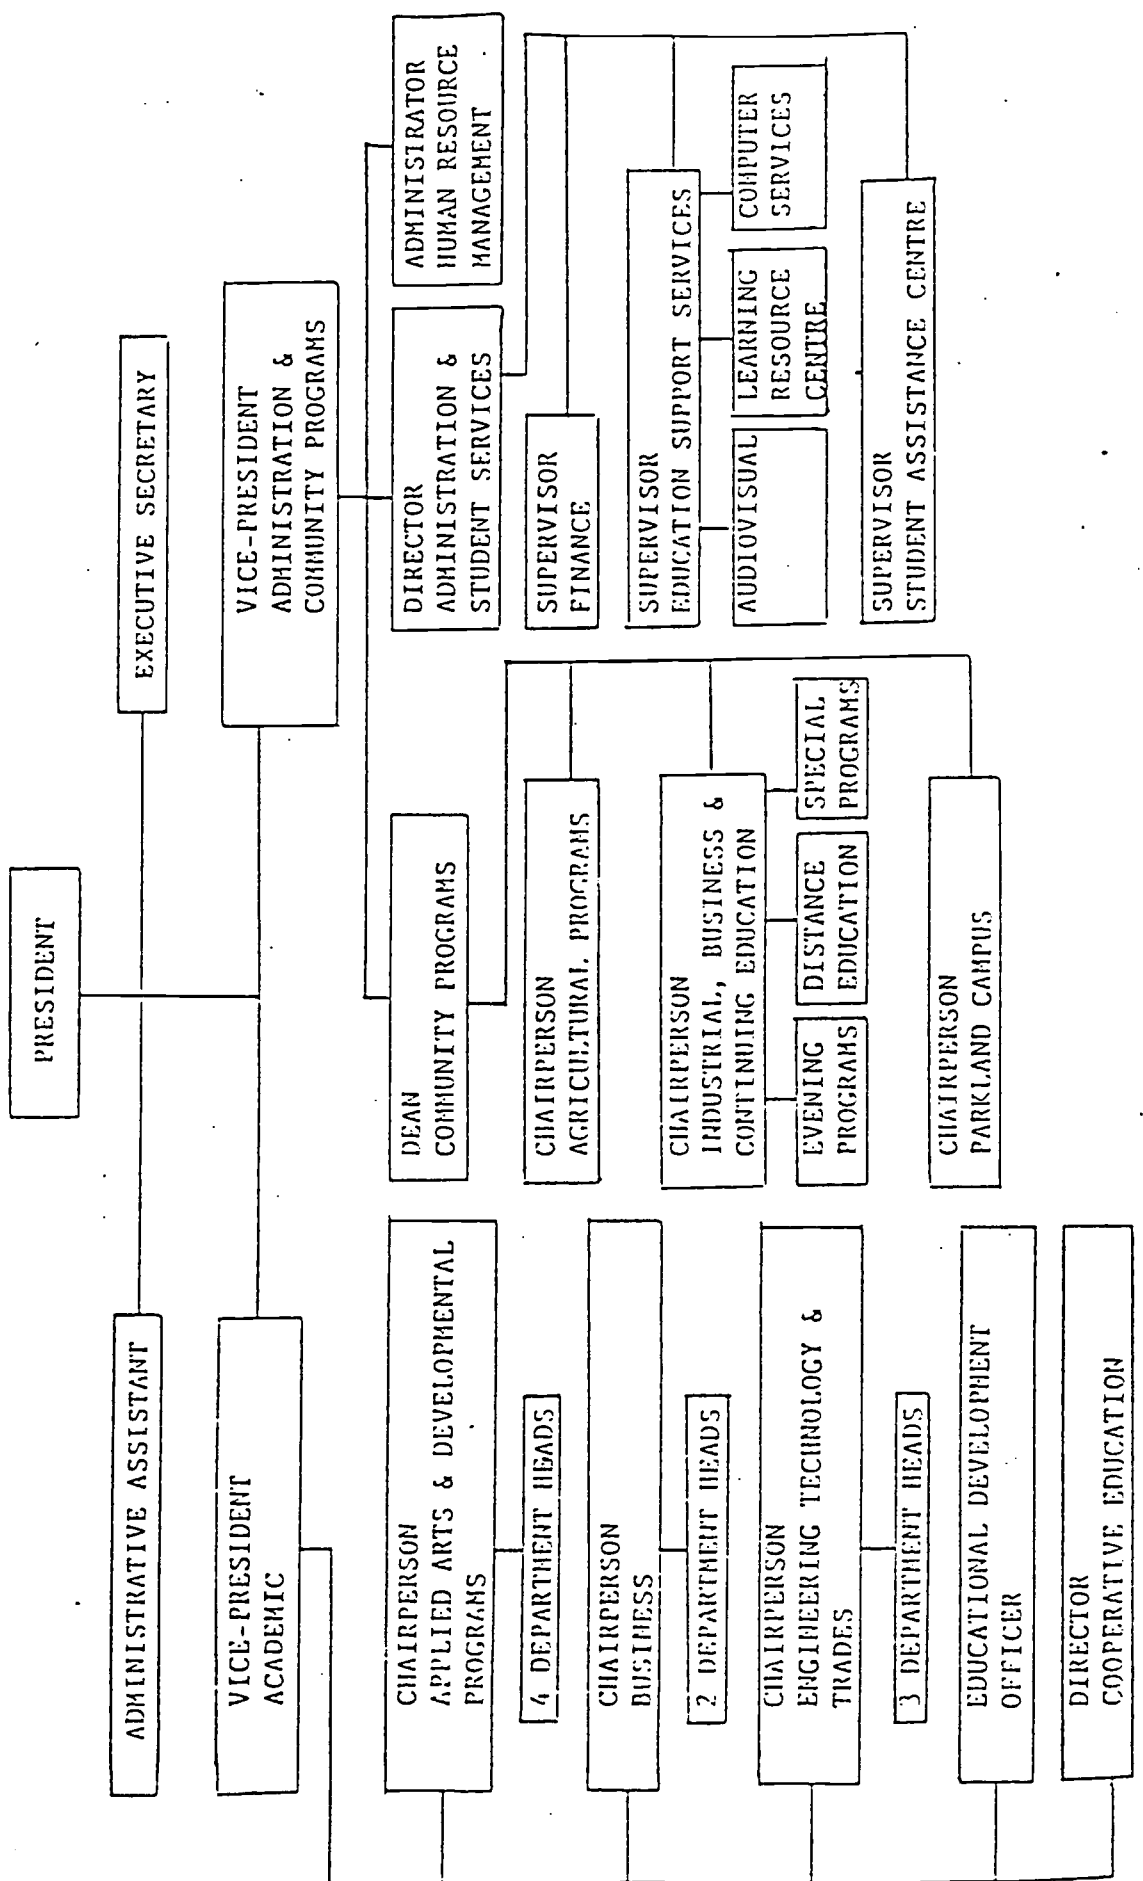 PRESIDENT
ADMINISTRATIVE ASSISTANT
EXECUTIVE SECRETARY
VICE-PRESIDENT
ACADEMIC
VICE-PRESIDENT
ADMINISTRATION &
COMMUNITY PROGRAMS
CHAIRPERSON
APPLIED ARTS & DEVELOPMENTAL
PROGRAMS
4 DEPARTMENT HEADS
CHAIRPERSON
BUSINESS
2 DEPARTMENT HEADS
CHAIRPERSON
ENGINEERING TECHNOLOGY &
TRADES
3 DEPARTMENT HEADS
EDUCATIONAL DEVELOPMENT
OFFICER
DIRECTOR
COOPERATIVE EDUCATION
DEAN
COMMUNITY PROGRAMS
CHAIRPERSON
AGRICULTURAL PROGRAMS
CHAIRPERSON
INDUSTRIAL, BUSINESS &
CONTINUING EDUCATION
EVENING
PROGRAMS
DISTANCE
EDUCATION
SPECIAL
PROGRAMS
CHAIRPERSON
PARKLAND CAMPUS
DIRECTOR
ADMINISTRATION &
STUDENT SERVICES
ADMINISTRATOR
HUMAN RESOURCE
MANAGEMENT
SUPERVISOR
FINANCE
SUPERVISOR
EDUCATION SUPPORT SERVICES
AUDIOVISUAL
LEARNING
RESOURCE
CENTRE
COMPUTER
SERVICES
SUPERVISOR
STUDENT ASSISTANCE CENTRE